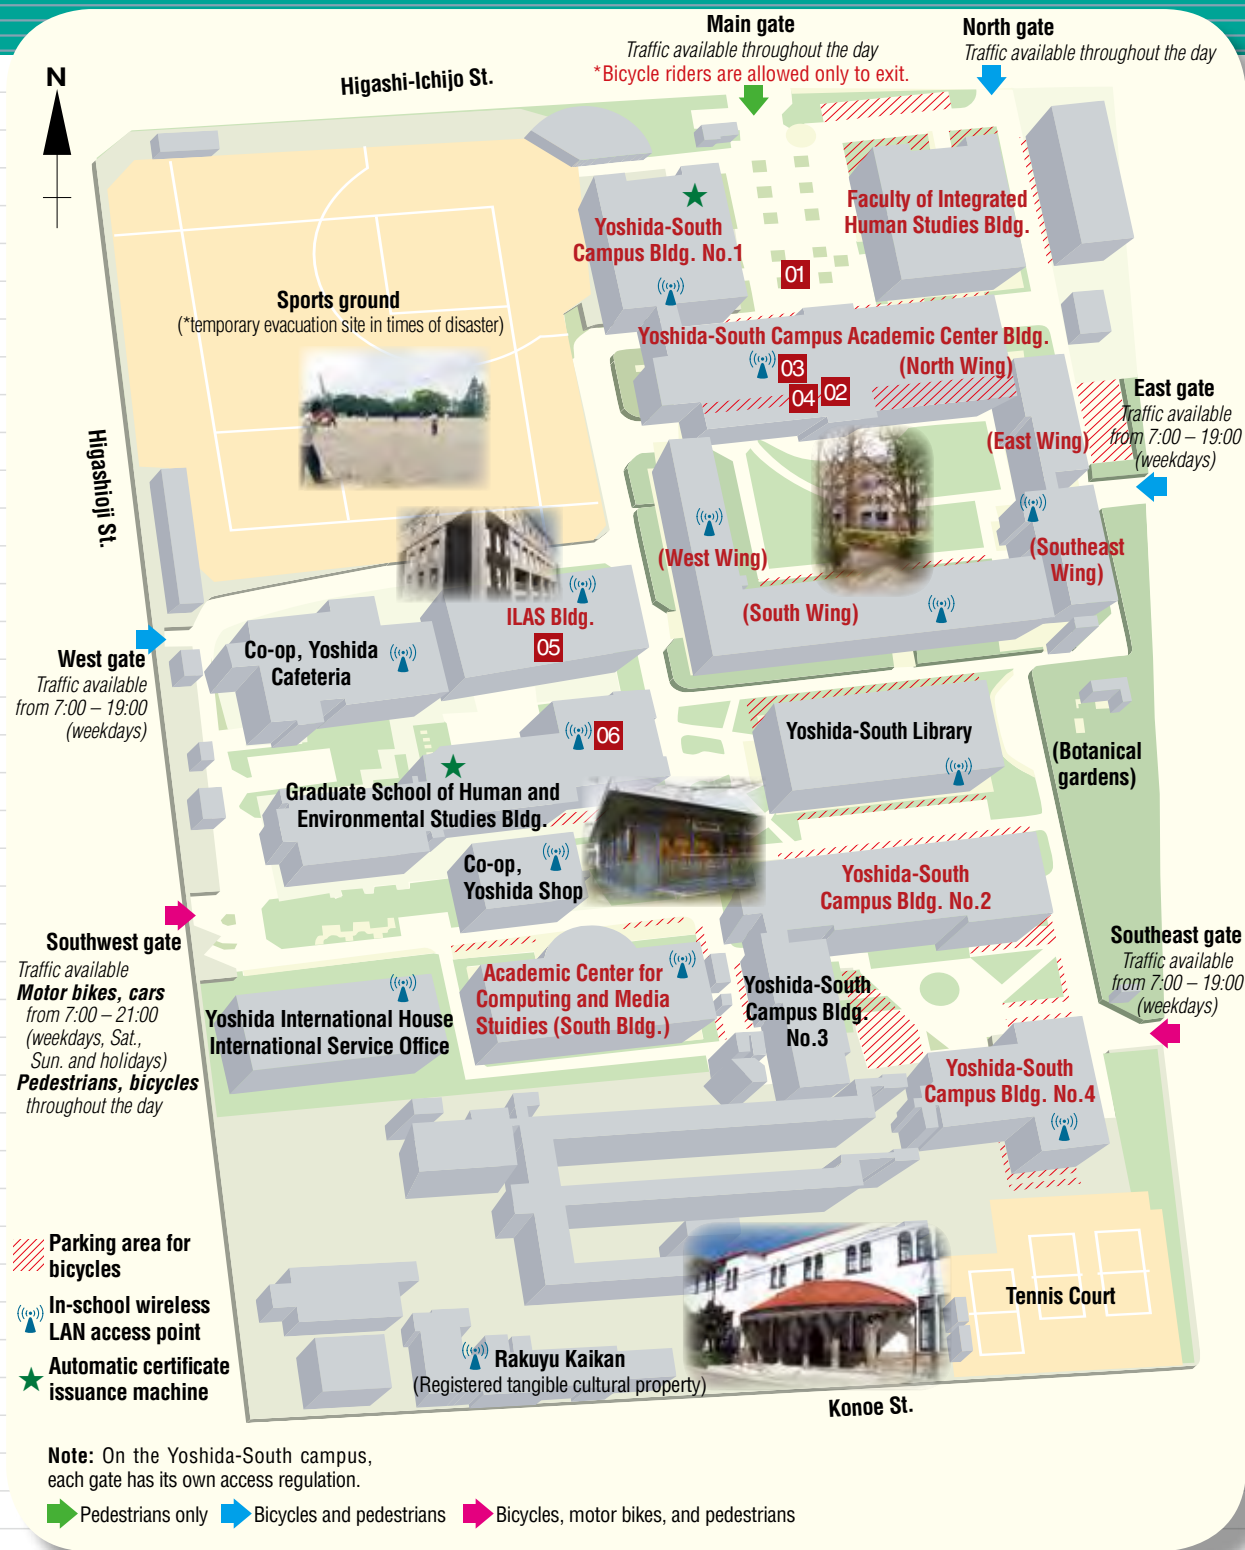 Main gate
Traffic available throughout the day
*Bicycle riders are allowed only to exit.
North gate
Traffic available throughout the day
N
Higashi-Ichijo St.
Yoshida-South
Campus Bldg. No.1
Faculty of Integrated
Human Studies Bldg.
01
Sports ground
(*temporary evacuation site in times of disaster)
Yoshida-South Campus Academic Center Bldg.
(North Wing)
03
04
02
East gate
Traffic available
from 7:00 – 19:00
(weekdays)
(East Wing)
Higashioji St.
(West Wing)
(Southeast
Wing)
(South Wing)
ILAS Bldg.
05
Co-op, Yoshida
Cafeteria
West gate
Traffic available
from 7:00 – 19:00
(weekdays)
06
Yoshida-South Library
(Botanical
gardens)
Graduate School of Human and
Environmental Studies Bldg.
Co-op,
Yoshida Shop
Yoshida-South
Campus Bldg. No.2
Southwest gate
Traffic available
Motor bikes, cars
from 7:00 – 21:00
(weekdays, Sat.,
Sun. and holidays)
Pedestrians, bicycles
throughout the day
Southeast gate
Traffic available
from 7:00 – 19:00
(weekdays)
Academic Center for
Computing and Media
Stuidies (South Bldg.)
Yoshida-South
Campus Bldg.
No.3
Yoshida International House
International Service Office
Yoshida-South
Campus Bldg. No.4
Parking area for
bicycles
In-school wireless
LAN access point
Automatic certificate
issuance machine
Tennis Court
Rakuyu Kaikan
(Registered tangible cultural property)
Konoe St.
Note: On the Yoshida-South campus,
each gate has its own access regulation.
Pedestrians only
Bicycles and pedestrians
Bicycles, motor bikes, and pedestrians